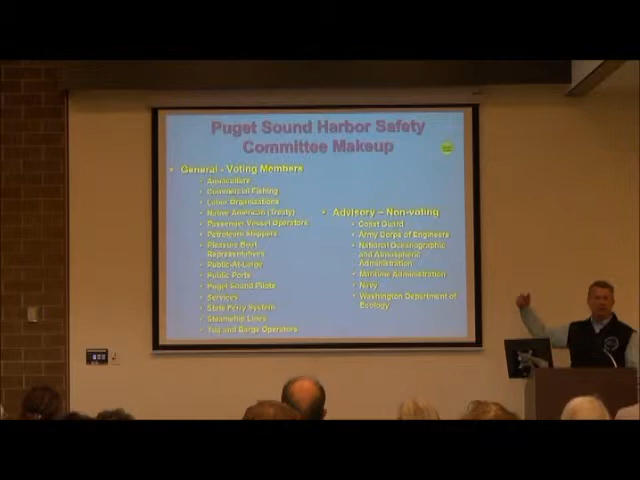 Puget Sound Harbor Safety
Committee Makeup
• General - Voting Members
• Aquaculture
• Commercial Fishing
• Labor Organizations
• Native American (Treaty)
• Passenger Vessel Operators
• Petroleum Shippers
• Pleasure Boat
Representatives
• Public-At-Large
• Public Ports
• Puget Sound Pilots
• Services
• State Ferry System
• Steamship Lines
• Tug and Barge Operators
• Advisory – Non-voting
• Coast Guard
• Army Corps of Engineers
• National Oceanographic
and Atmospheric
Administration
• Maritime Administration
• Navy
• Washington Department of
Ecology